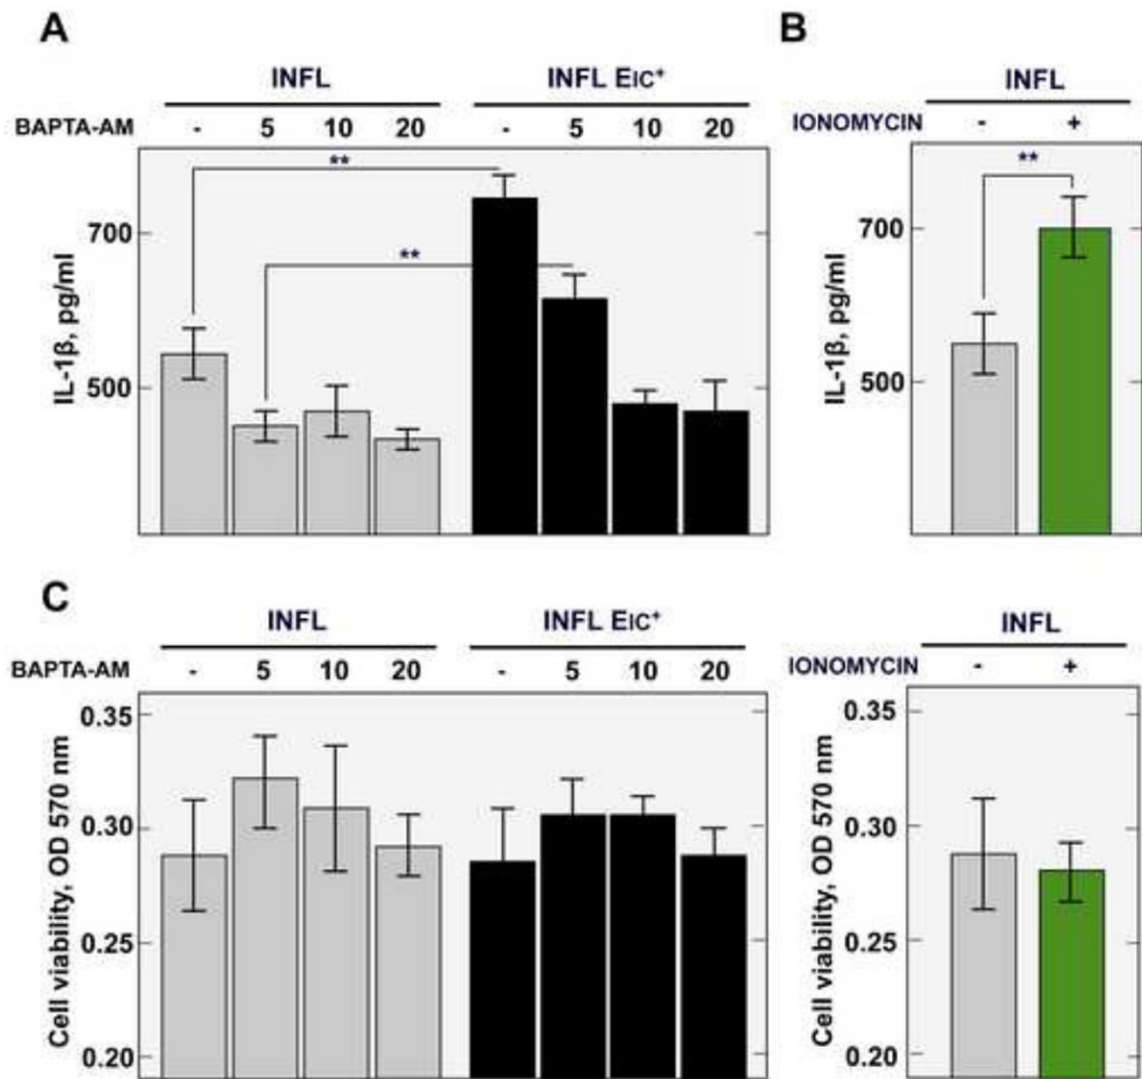 A
B
INFL
INFL EIC+
INFL
BAPTA-AM - 5 10 20 - 5 10 20
IONOMYCIN - +
**
**
**
700
500
IL-1β, pg/ml
700
500
IL-1β, pg/ml
C
INFL
INFL EIC+
INFL
BAPTA-AM - 5 10 20 - 5 10 20
IONOMYCIN - +
0.35
0.30
0.25
0.20
Cell viability, OD 570 nm
0.35
0.30
0.25
0.20
Cell viability, OD 570 nm